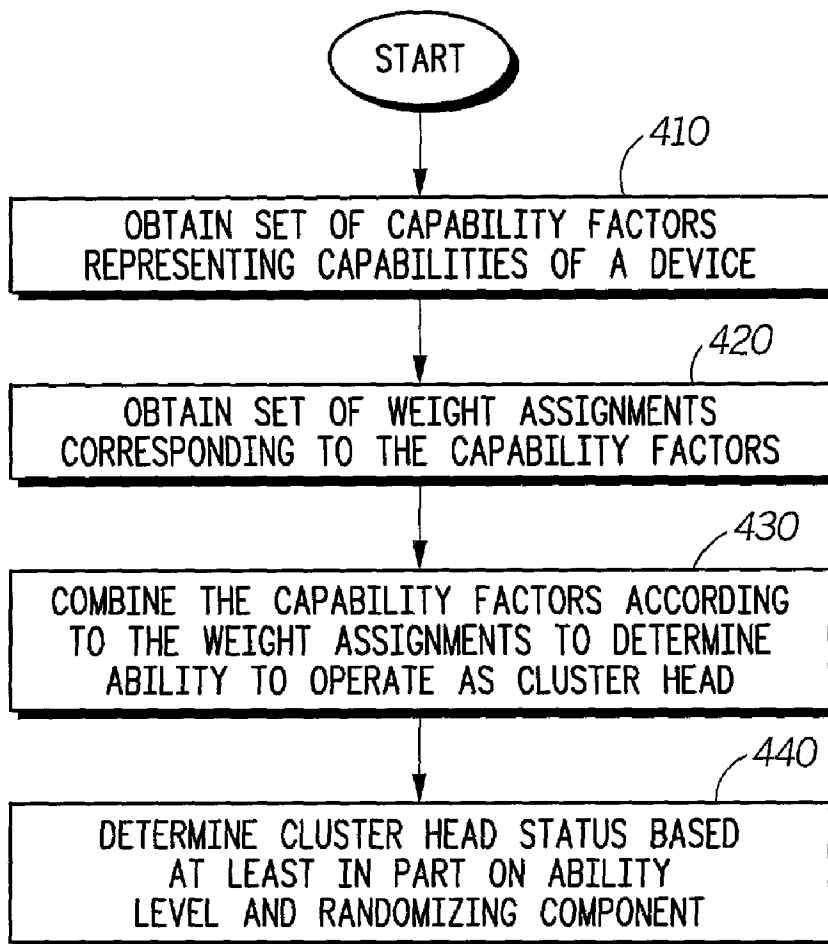 START
410
OBTAIN SET OF CAPABILITY FACTORS
REPRESENTING CAPABILITIES OF A DEVICE
420
OBTAIN SET OF WEIGHT ASSIGNMENTS
CORRESPONDING TO THE CAPABILITY FACTORS
430
COMBINE THE CAPABILITY FACTORS ACCORDING
TO THE WEIGHT ASSIGNMENTS TO DETERMINE
ABILITY TO OPERATE AS CLUSTER HEAD
440
DETERMINE CLUSTER HEAD STATUS BASED
AT LEAST IN PART ON ABILITY
LEVEL AND RANDOMIZING COMPONENT